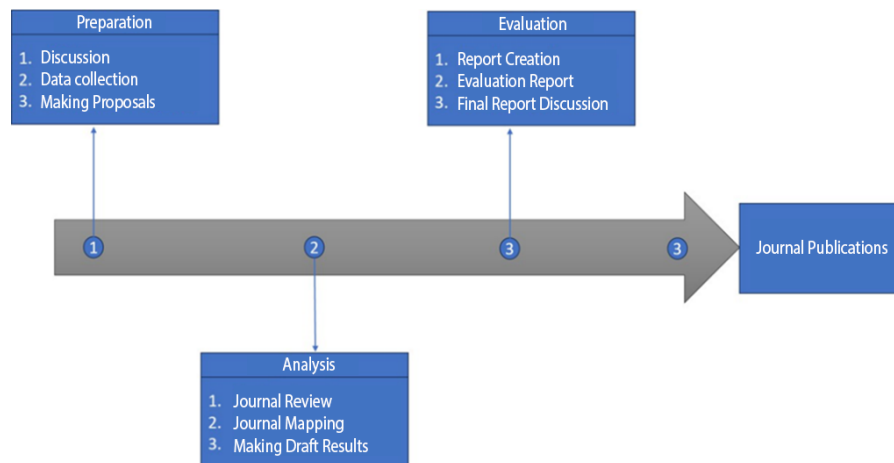 Preparation
1. Discussion
2. Data collection
3. Making Proposals
Evaluation
1. Report Creation
2. Evaluation Report
3. Final Report Discussion
1
2
3
3
Journal Publications
Analysis
1. Journal Review
2. Journal Mapping
3. Making Draft Results